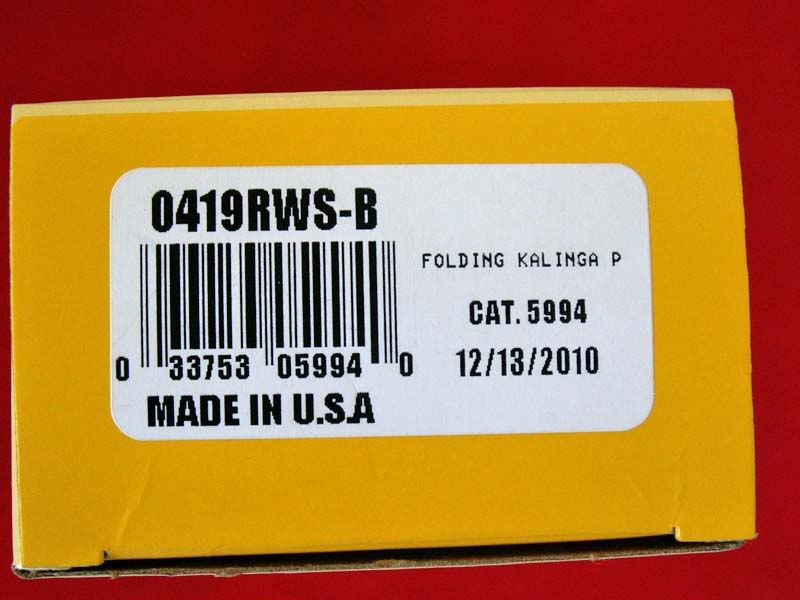 0419RWS-B
FOLDING KALINGA P
CAT. 5994
0 33753 05994 0
12/13/2010
MADE IN U.S.A